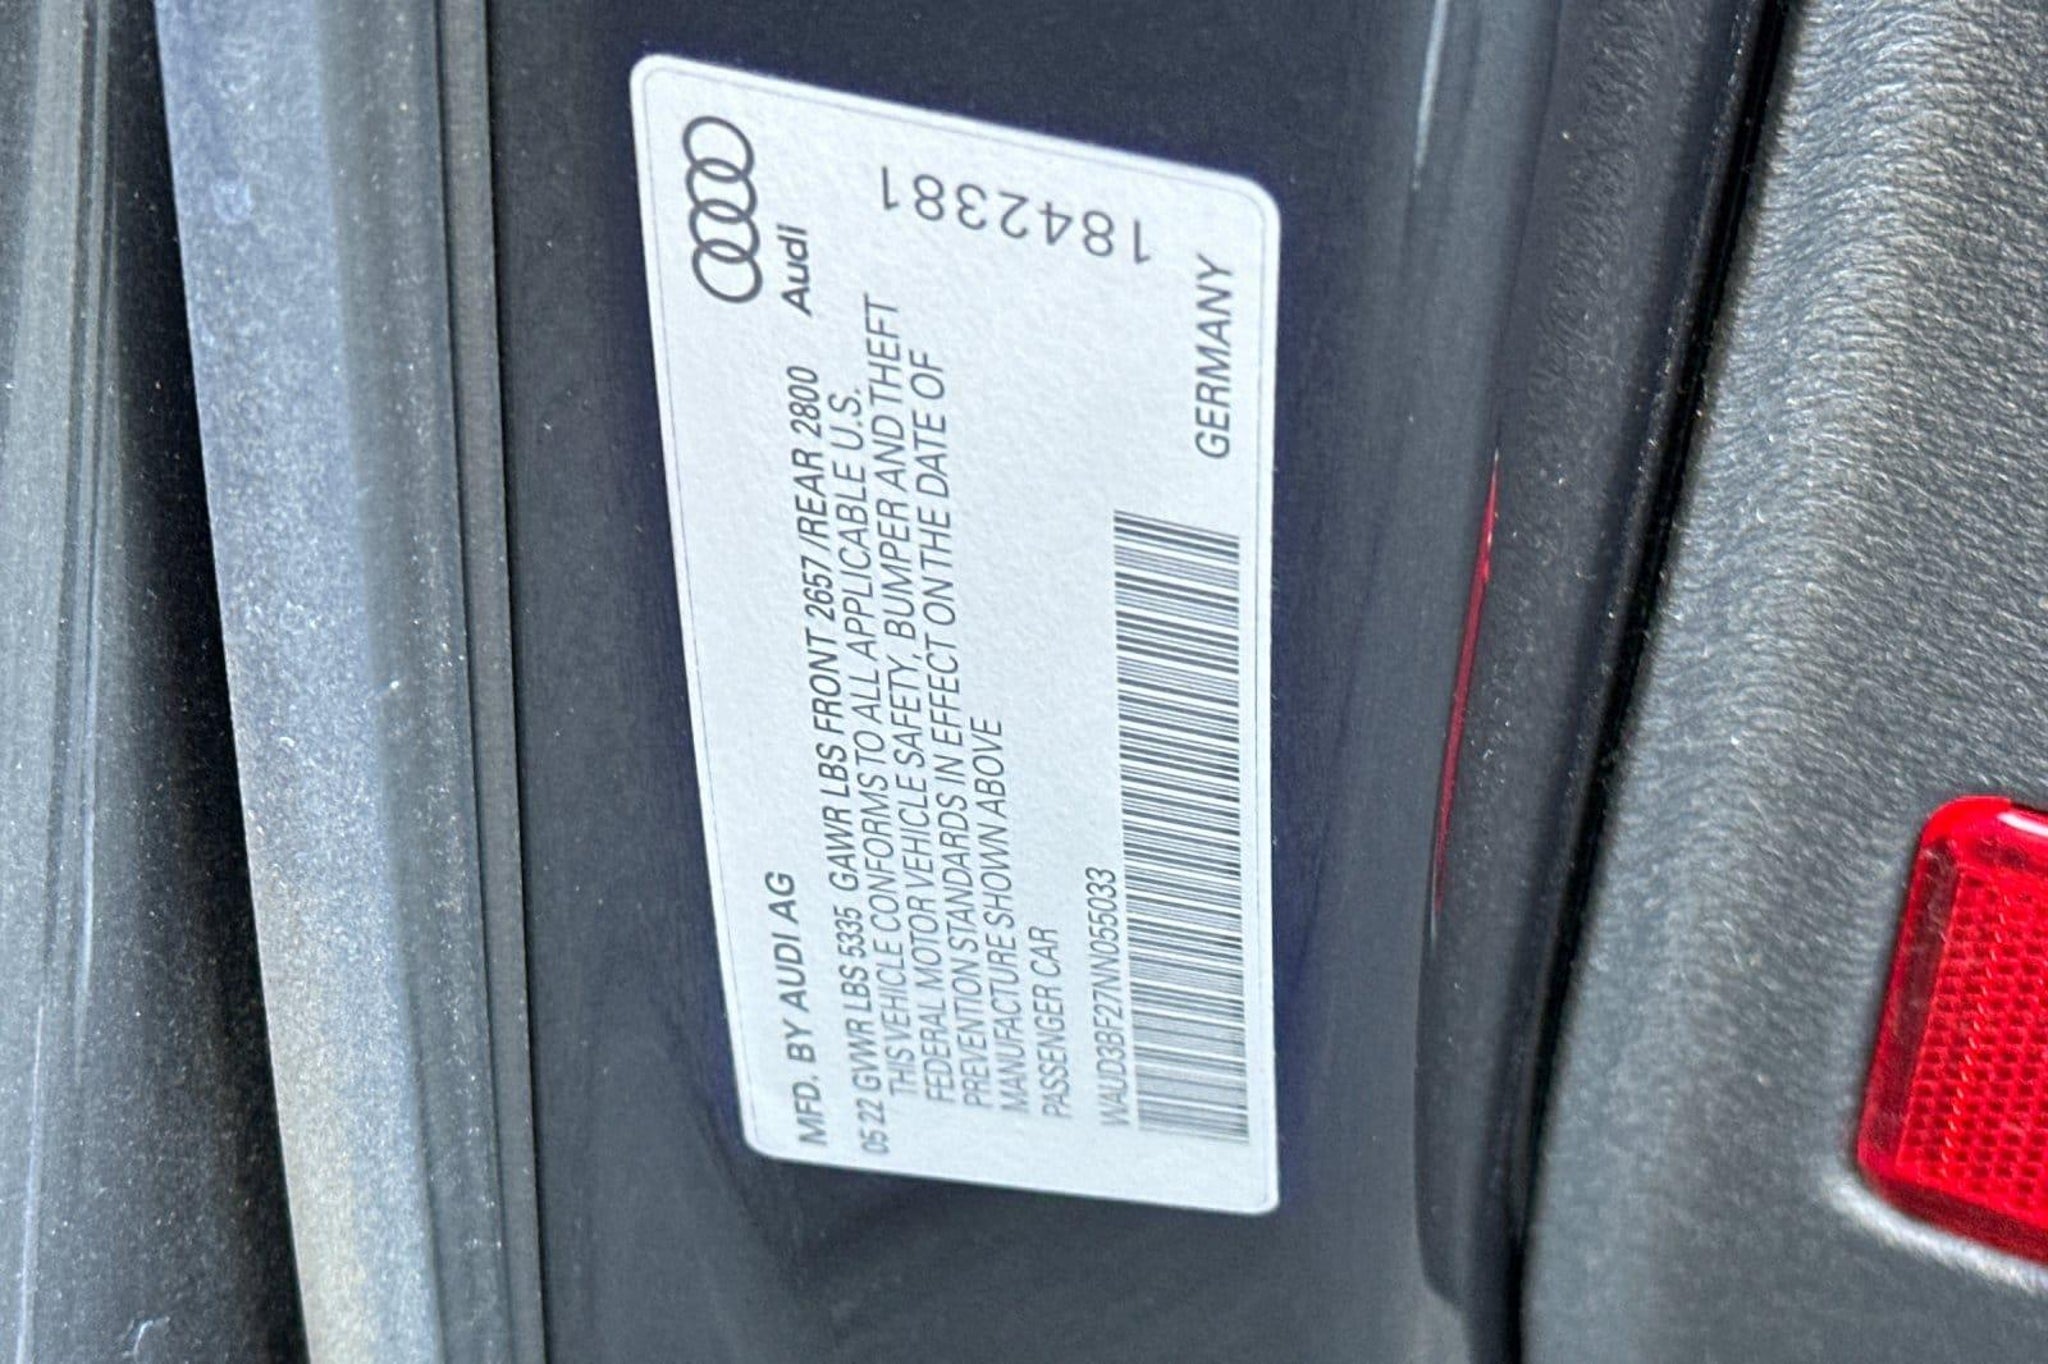 MFD. BY AUDI AG
Audi
05 22 GVWR LBS 5335 GAWR LBS FRONT 2657 /REAR 2800
THIS VEHICLE CONFORMS TO ALL APPLICABLE U.S.
FEDERAL MOTOR VEHICLE SAFETY, BUMPER AND THEFT
PREVENTION STANDARDS IN EFFECT ON THE DATE OF
MANUFACTURE SHOWN ABOVE
PASSENGER CAR
WAUD3BF27NN055033
GERMANY
1842381